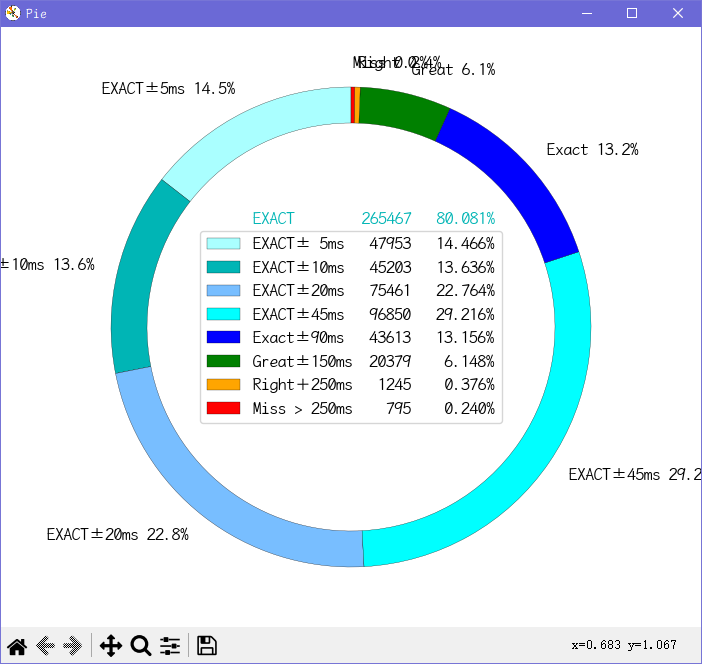 Pie
Right 0.4%
Great 6.1%
EXACT±5ms 14.5%
Exact 13.2%
EXACT 265467 80.081%
EXACT± 5ms 47953 14.466%
±10ms 13.6%
EXACT±10ms 45203 13.636%
EXACT±20ms 75461 22.764%
EXACT±45ms 96850 29.216%
Exact±90ms 43613 13.156%
Great±150ms 20379 6.148%
Right+250ms 1245 0.376%
Miss > 250ms 795 0.240%
EXACT±45ms 29.2
EXACT±20ms 22.8%
x=0.683 y=1.067